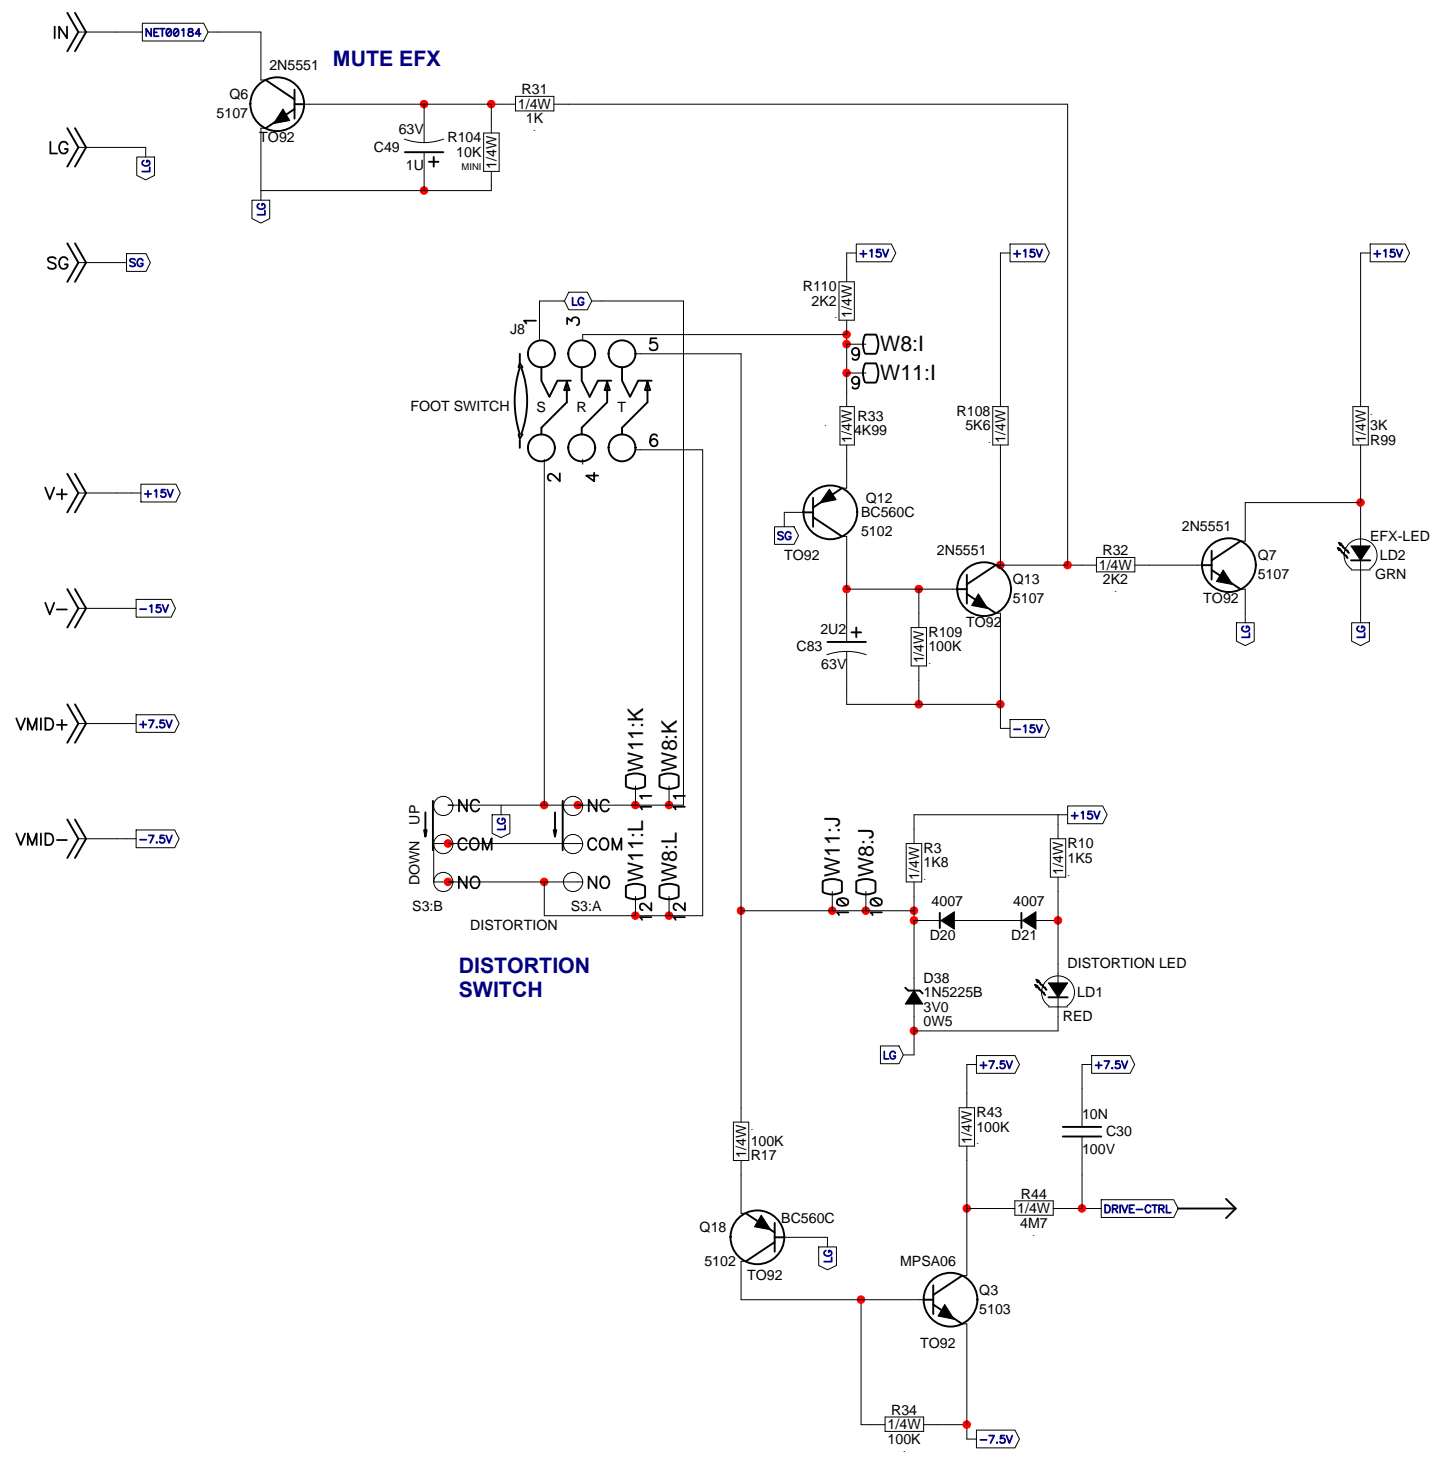 IN
NET00184
2N5551
MUTE EFX
Q6
5107
TO92
R31
1/4W
1K
63V
C49
1U
+
R104
10K
MINI
1/4W
LG
LG
LG
SG
SG
+15V
+15V
+15V
R110
2K2
1/4W
LG
1
3
J8
5
W8:I
9
W11:I
9
FOOT SWITCH
S
R
T
R33
4K99
1/4W
R108
5K6
1/4W
3K
R99
1/4W
6
2
4
V+
+15V
Q12
BC560C
5102
SG
TO92
2N5551
Q13
5107
TO92
R32
1/4W
2K2
2N5551
Q7
5107
TO92
EFX-LED
LD2
GRN
V-
-15V
2U2
+
C83
63V
R109
100K
1/4W
LG
LG
VMID+
+7.5V
-15V
W11:K
W8:K
11
11
UP
NC
LG
NC
COM
COM
DOWN
W11:L
W8:L
NO
NO
12
12
S3:B
S3:A
DISTORTION
VMID-
-7.5V
+15V
W11:J
W8:J
10
10
R3
1K8
1/4W
R10
1K5
1/4W
4007
4007
D20
D21
DISTORTION
SWITCH
DISTORTION LED
D38
1N5225B
3V0
0W5
LD1
RED
LG
+7.5V
+7.5V
R43
100K
1/4W
10N
C30
100V
1/4W
100K
R17
R44
1/4W
4M7
DRIVE-CTRL
Q18
BC560C
5102
TO92
LG
MPSA06
Q3
5103
TO92
R34
1/4W
100K
-7.5V